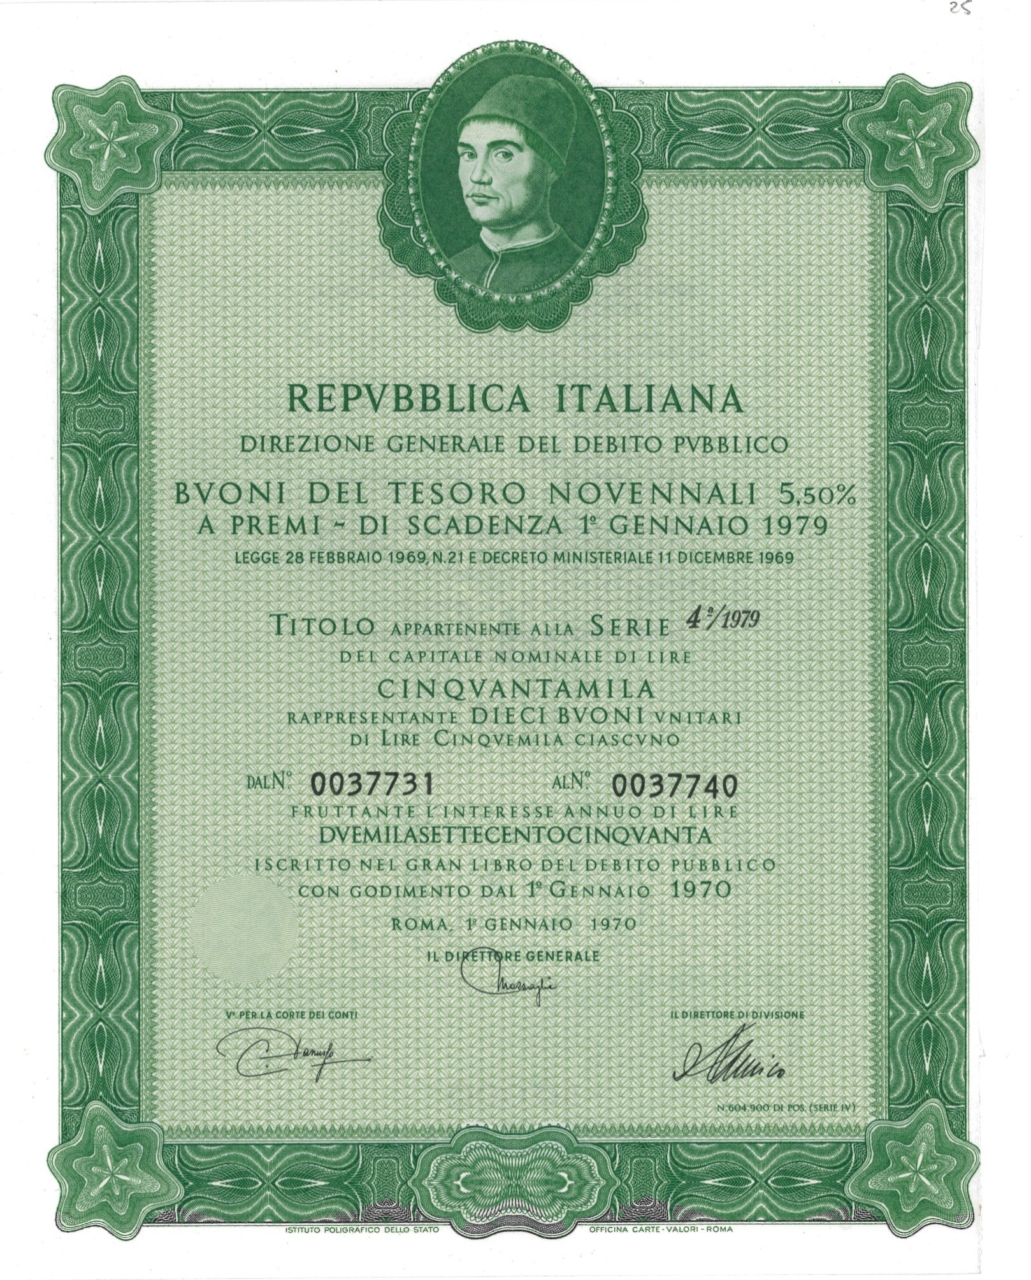 25
REPVBBLICA ITALIANA
DIREZIONE GENERALE DEL DEBITO PVBBLICO
BVONI DEL TESORO NOVENNALI 5,50%
A PREMI ~ DI SCADENZA 1º GENNAIO 1979
LEGGE 28 FEBBRAIO 1969, N.21 E DECRETO MINISTERIALE 11 DICEMBRE 1969
TITOLO APPARTENENTE ALLA SERIE 4ª/1979
DEL CAPITALE NOMINALE DI LIRE
CINQVANTAMILA
RAPPRESENTANTE DIECI BVONI VNITARI
DI LIRE CINQVEMILA CIASCVNO
DAL N° 0037731 AL N° 0037740
FRUTTANTE L'INTERESSE ANNUO DI LIRE
DVEMILASETTECENTOCINQVANTA
ISCRITTO NEL GRAN LIBRO DEL DEBITO PUBBLICO
CON GODIMENTO DAL 1º GENNAIO 1970
ROMA, 1º GENNAIO 1970
IL DIRETTORE GENERALE
Vº PER LA CORTE DEI CONTI
IL DIRETTORE DI DIVISIONE
N. 604.900 DI POS. (SERIE IV)
ISTITUTO POLIGRAFICO DELLO STATO
OFFICINA CARTE-VALORI - ROMA